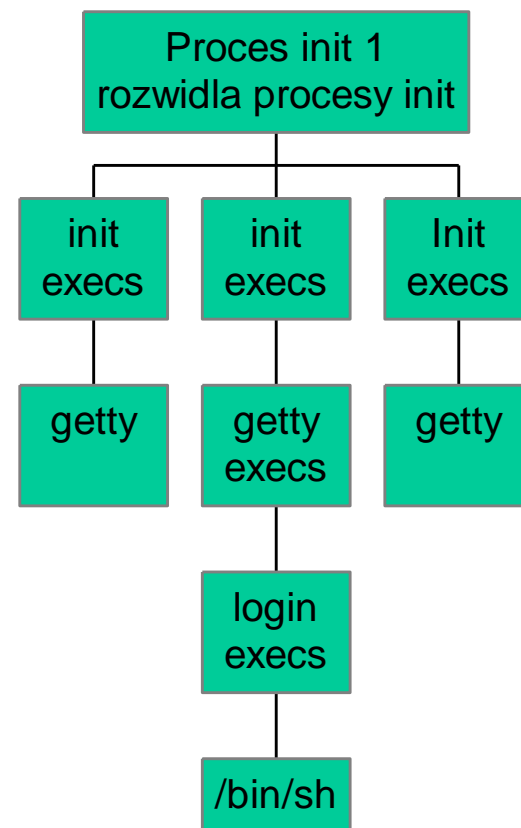 Proces init 1
rozwidla procesy init
init
execs
init
execs
Init
execs
getty
getty
execs
getty
login
execs
/bin/sh